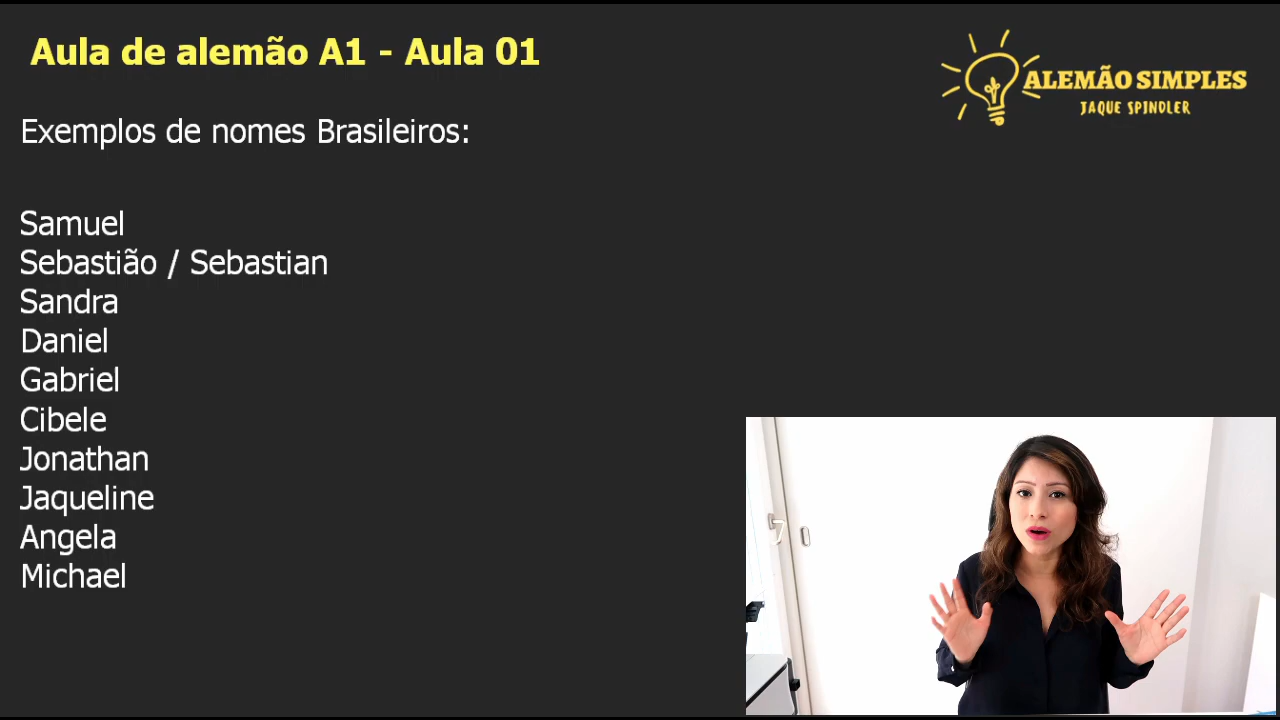 Aula de alemão A1 - Aula 01
ALEMÃO SIMPLES
JAQUE SPINDLER
Exemplos de nomes Brasileiros:
Samuel
Sebastião / Sebastian
Sandra
Daniel
Gabriel
Cibele
Jonathan
Jaqueline
Angela
Michael